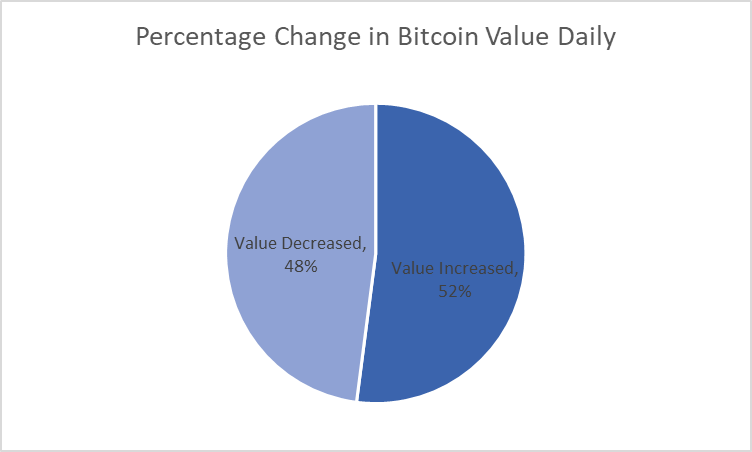 Percentage Change in Bitcoin Value Daily
Value Decreased,
48%
Value Increased,
52%